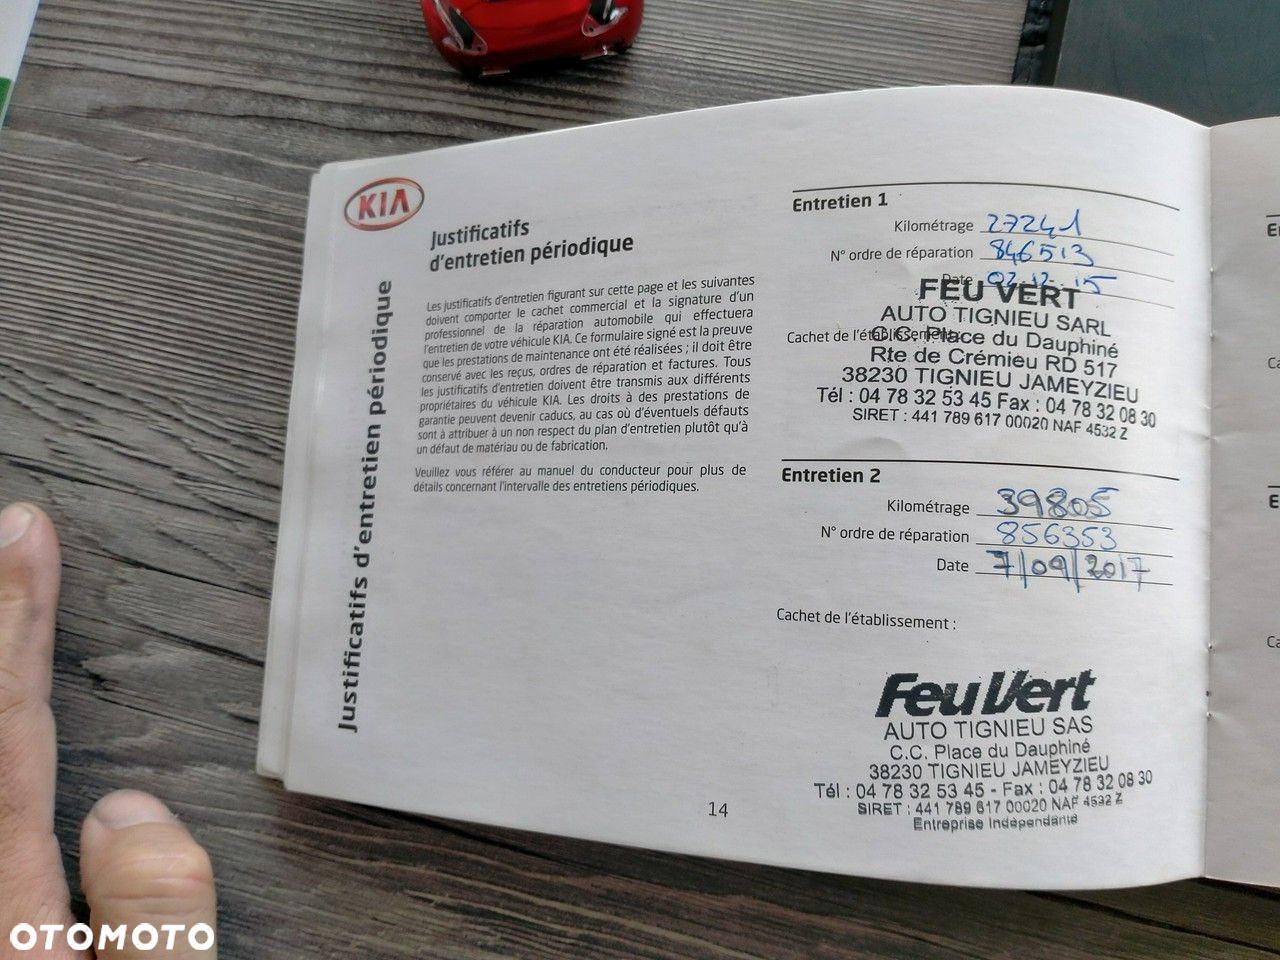 KIA
Justificatifs d'entretien périodique
Justificatifs
d'entretien périodique
Les justificatifs d'entretien figurant sur cette page et les suivantes
doivent comporter le cachet commercial et la signature d'un
professionnel de la réparation automobile qui effectuera
l'entretien de votre véhicule KIA. Ce formulaire signé est la preuve
que les prestations de maintenance ont été réalisées ; il doit être
conservé avec les reçus, ordres de réparation et factures. Tous
les justificatifs d'entretien doivent être transmis aux différents
propriétaires du véhicule KIA. Les droits à des prestations de
garantie peuvent devenir caducs, au cas où d'éventuels défauts
sont à attribuer à un non respect du plan d'entretien plutôt qu'à
un défaut de matériau ou de fabrication.
Veuillez vous référer au manuel du conducteur pour plus de
détails concernant l'intervalle des entretiens périodiques.
14
Entretien 1
Kilométrage 27241
N° ordre de réparation 846513
Date 02.12.15
Cachet de l'établissement :
FEU VERT
AUTO TIGNIEU SARL
C.C. Place du Dauphiné
Rte de Crémieu RD 517
38230 TIGNIEU JAMEYZIEU
Tél : 04 78 32 53 45 Fax : 04 78 32 08 30
SIRET : 441 789 617 00020 NAF 4532 Z
Entretien 2
Kilométrage 39805
N° ordre de réparation 856353
Date 7/09/2017
Cachet de l'établissement :
Feu Vert
AUTO TIGNIEU SAS
C.C. Place du Dauphiné
38230 TIGNIEU JAMEYZIEU
Tél : 04 78 32 53 45 - Fax : 04 78 32 08 30
SIRET : 441 789 617 00020 NAF 4532 Z
Entreprise Indépendante
OTOMOTO